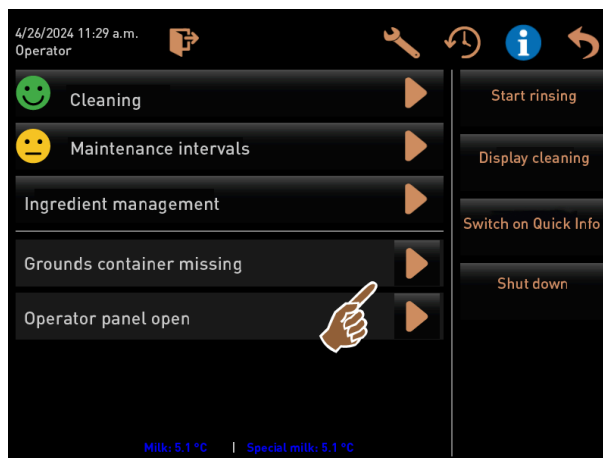 4/26/2024 11:29 a.m.
Operator
Cleaning
Maintenance intervals
Ingredient management
Grounds container missing
Operator panel open
Start rinsing
Display cleaning
Switch on Quick Info
Shut down
Milk: 5.1 °C | Special milk: 5.1 °C